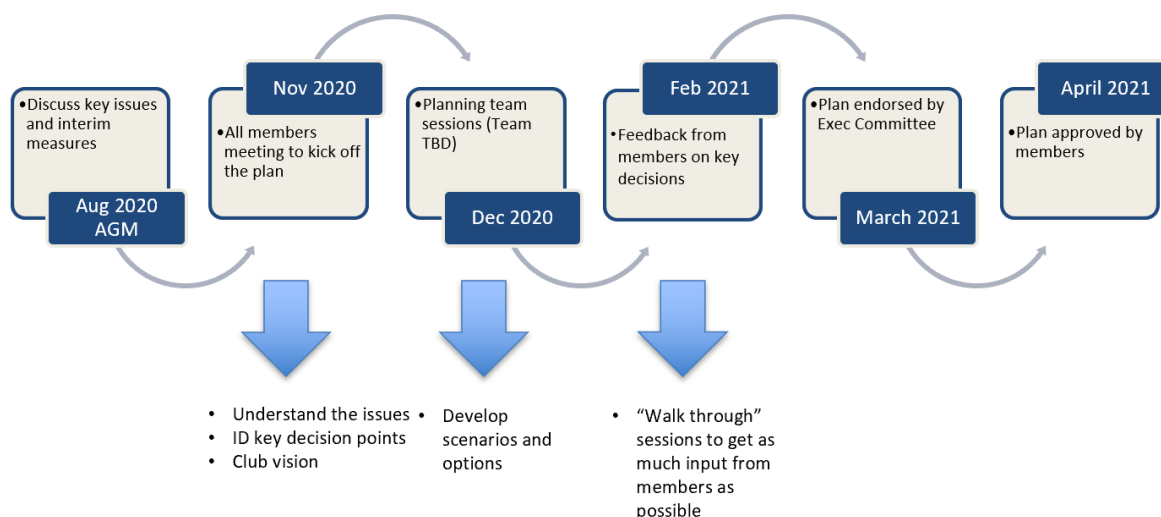 •Discuss key issues
and interim
measures
Aug 2020
AGM
Nov 2020
•All members
meeting to kick off
the plan
•Planning team
sessions (Team
TBD)
Dec 2020
Feb 2021
•Feedback from
members on key
decisions
•Plan endorsed by
Exec Committee
March 2021
April 2021
•Plan approved by
members
• Understand the issues
• ID key decision points
• Club vision
• Develop
scenarios and
options
• “Walk through”
sessions to get as
much input from
members as
possible